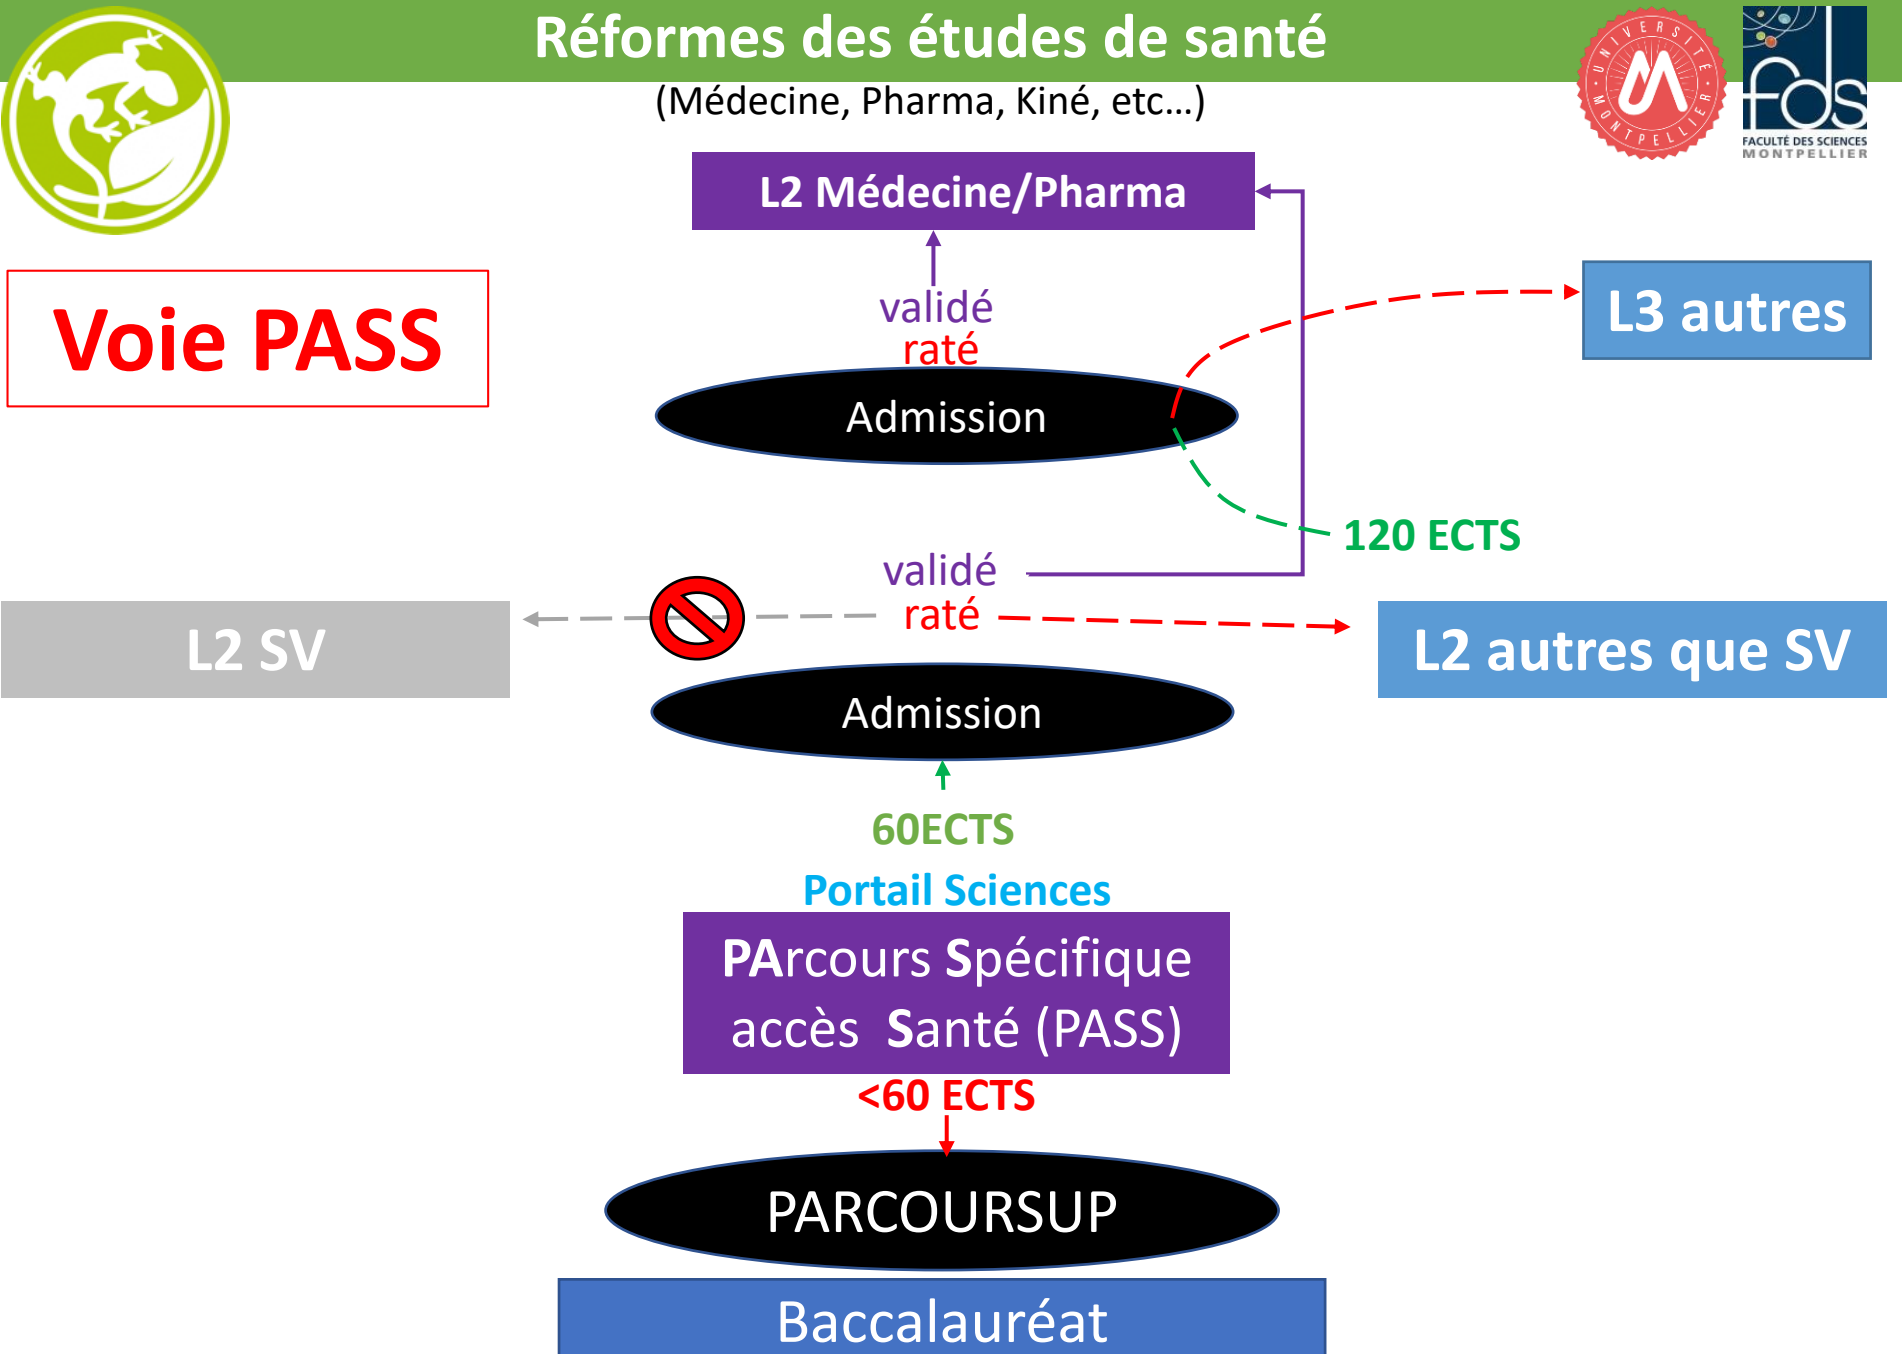 Réformes des études de santé
(Médecine, Pharma, Kiné, etc...)
UNIVERSITÉ
MONTPELLIER
fds
FACULTÉ DES SCIENCES
MONTPELLIER
L2 Médecine/Pharma
Voie PASS
validé
raté
L3 autres
Admission
120 ECTS
validé
raté
L2 SV
L2 autres que SV
Admission
60ECTS
Portail Sciences
PArcours Spécifique
accès  Santé (PASS)
<60 ECTS
PARCOURSUP
Baccalauréat